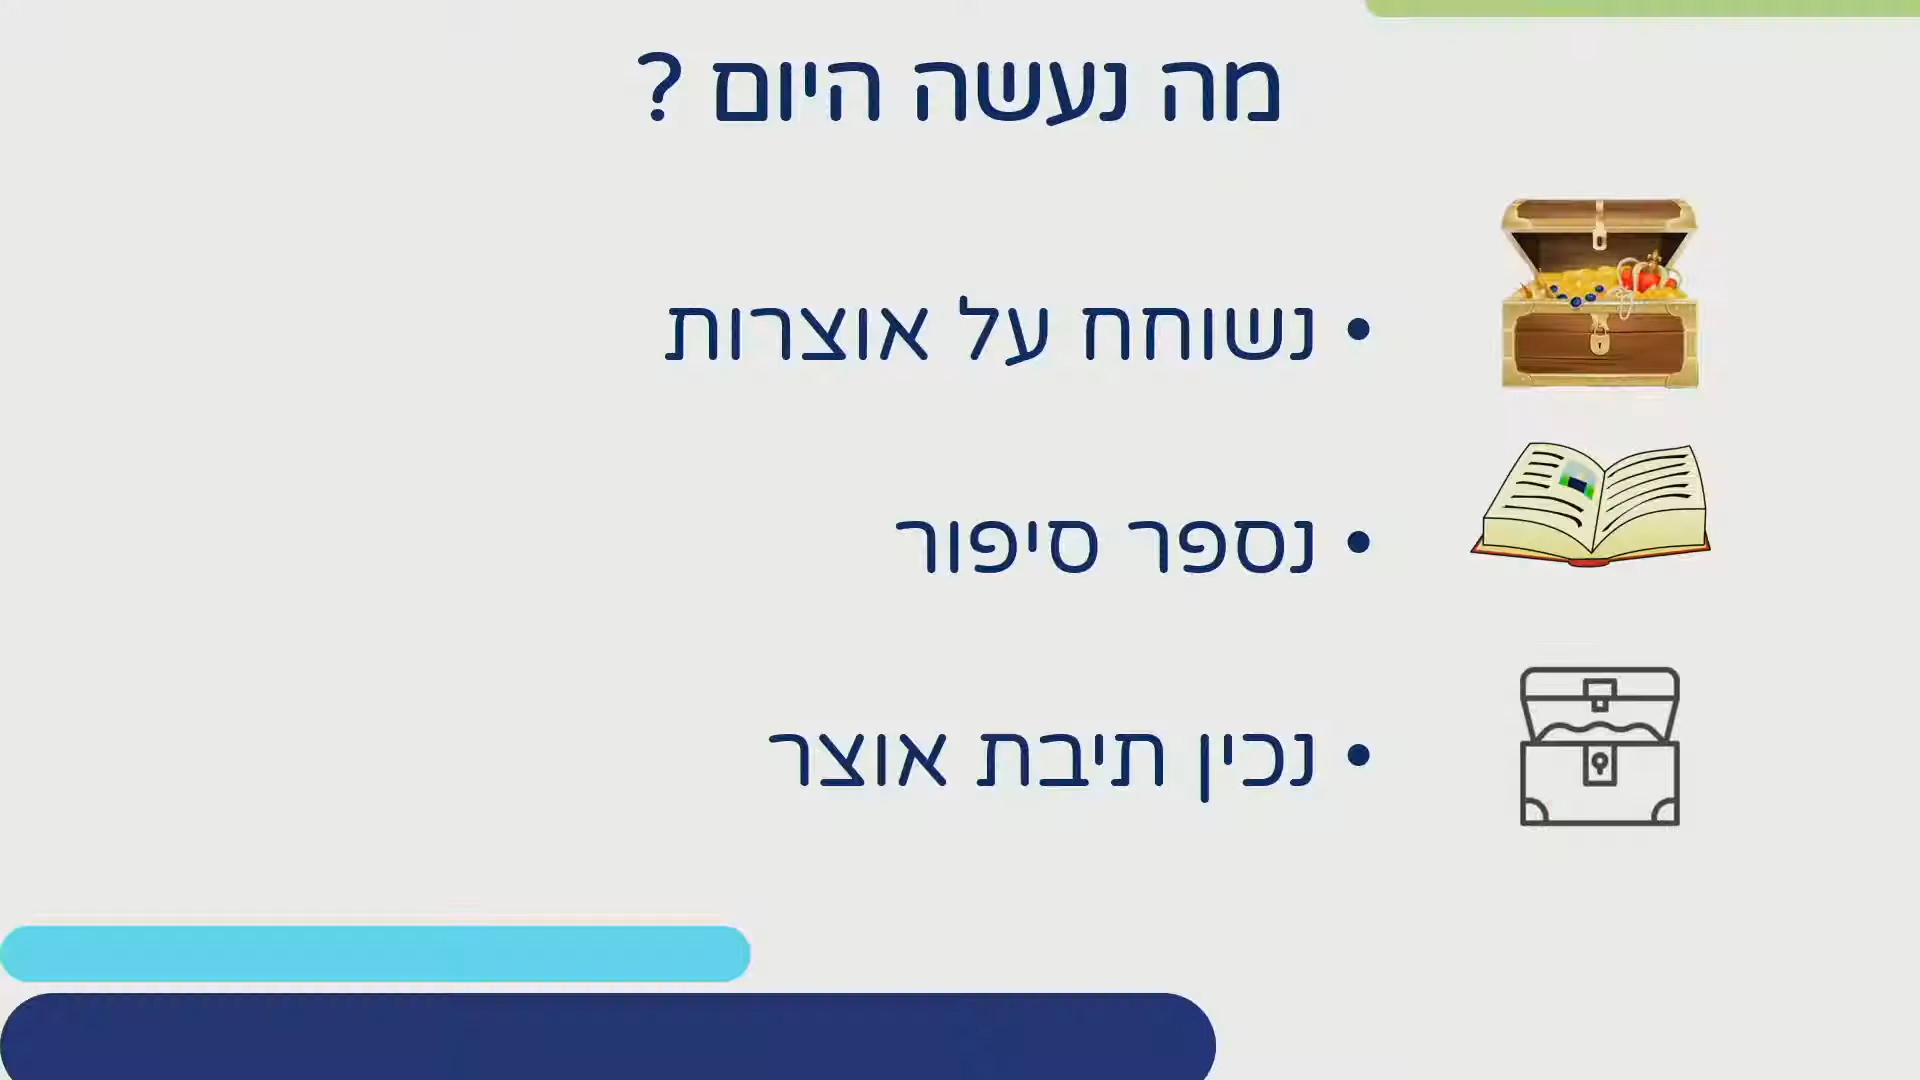 מה נעשה היום ?
• נשוחח על אוצרות
• נספר סיפור
• נכין תיבת אוצר